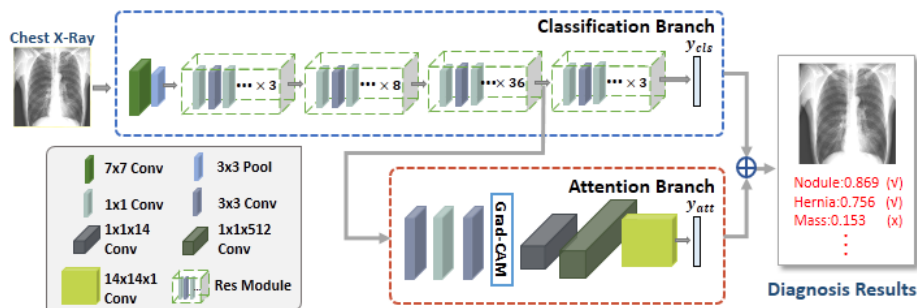 Classification Branch
Chest X-Ray
y_cls
··· × 3
··· × 8
··· × 36
··· × 3
7x7 Conv
3x3 Pool
1x1 Conv
3x3 Conv
1x1x14
Conv
1x1x512
Conv
14x14x1
Conv
Res Module
Attention Branch
y_att
Grad-CAM
Nodule:0.869 (√)
Hernia:0.756 (√)
Mass:0.153 (x)
Diagnosis Results